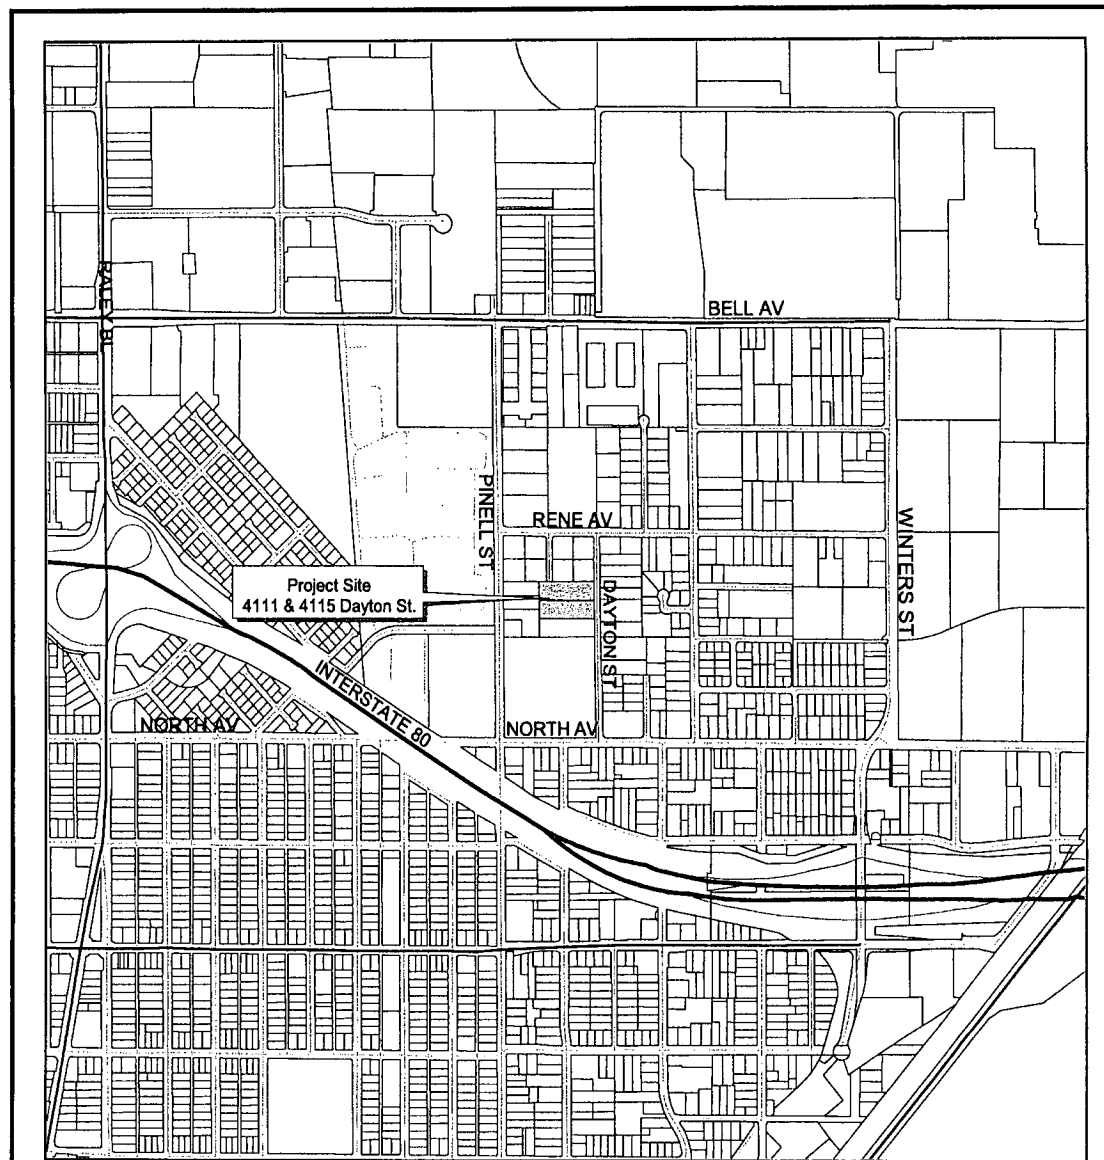 RALEY BL
BELL AV
PINELL ST
RENE AV
WINTERS ST
Project Site
4111 & 4115 Dayton St.
DAYTON ST
INTERSTATE 80
NORTH AV
NORTH AV